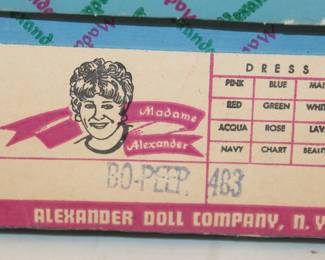 DRESS
PINK BLUE
RED GREEN
ACQUA ROSE
NAVY CHART
Madame
Alexander
BO-PEEP 483
ALEXANDER DOLL COMPANY, N. Y